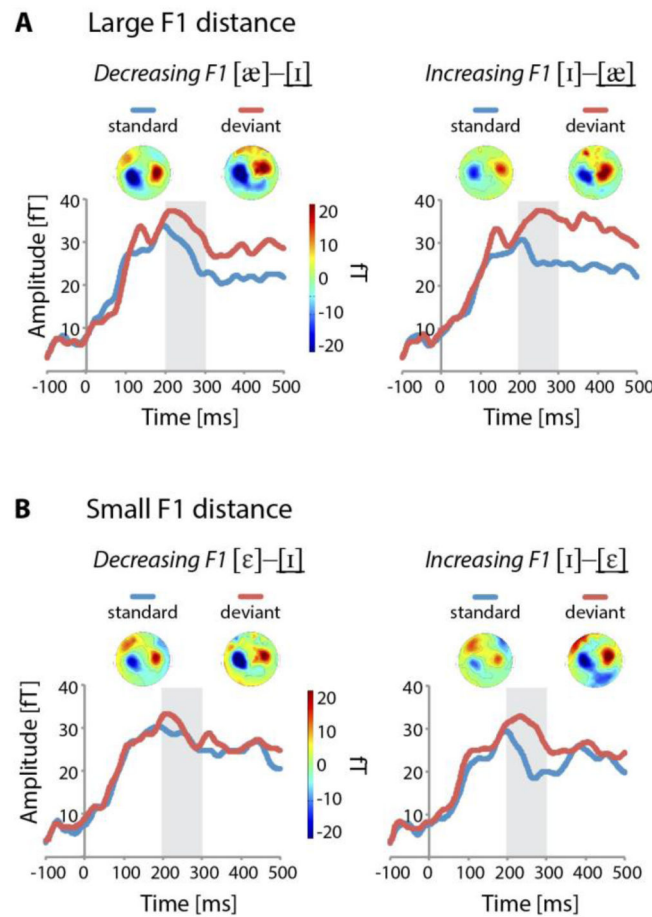 A Large F1 distance
Decreasing F1 [æ]–[ɪ] Increasing F1 [ɪ]–[æ]
standard deviant standard deviant
Amplitude [fT]
40
30
20
10
-100 0 100 200 300 400 500
Time [ms]
20
10
0
-10
-20
fT
40
30
20
10
-100 0 100 200 300 400 500
Time [ms]
B Small F1 distance
Decreasing F1 [ɛ]–[ɪ] Increasing F1 [ɪ]–[ɛ]
standard deviant standard deviant
Amplitude [fT]
40
30
20
10
-100 0 100 200 300 400 500
Time [ms]
20
10
0
-10
-20
fT
40
30
20
10
-100 0 100 200 300 400 500
Time [ms]